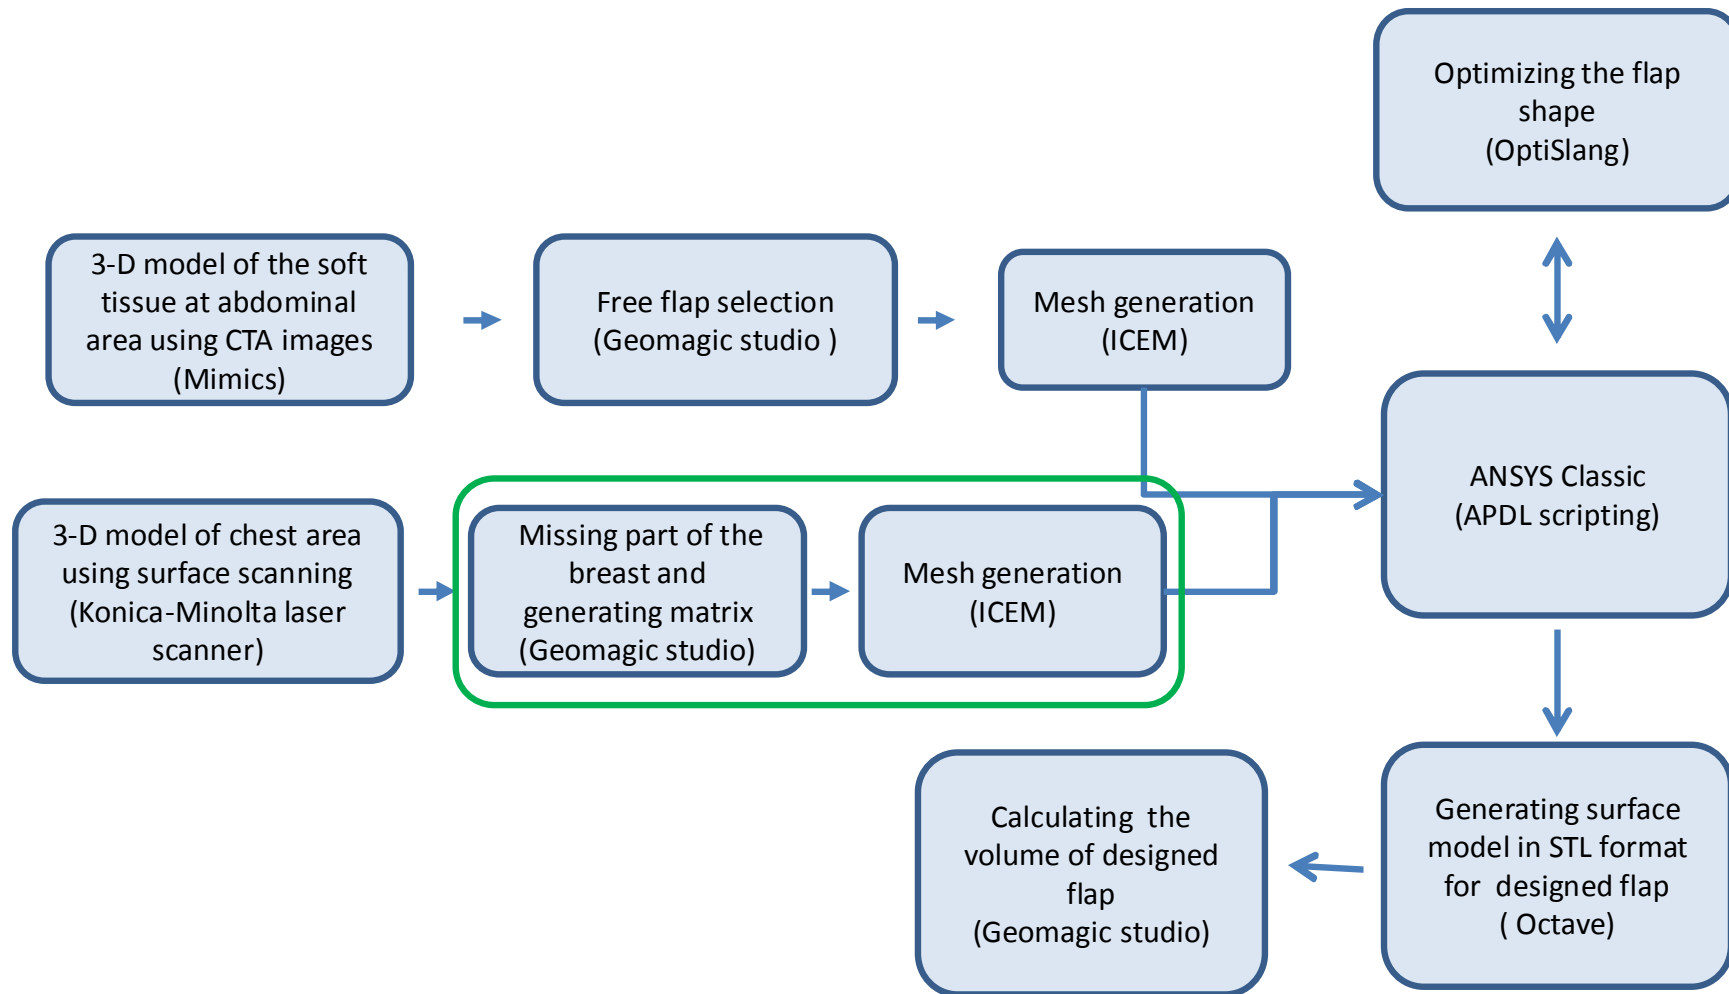 Optimizing the flap
shape
(OptiSlang)
3-D model of the soft
tissue at abdominal
area using CTA images
(Mimics)
Free flap selection
(Geomagic studio )
Mesh generation
(ICEM)
3-D model of chest area
using surface scanning
(Konica-Minolta laser
scanner)
Missing part of the
breast and
generating matrix
(Geomagic studio)
Mesh generation
(ICEM)
ANSYS Classic
(APDL scripting)
Calculating  the
volume of designed
flap
(Geomagic studio)
Generating surface
model in STL format
for  designed flap
( Octave)